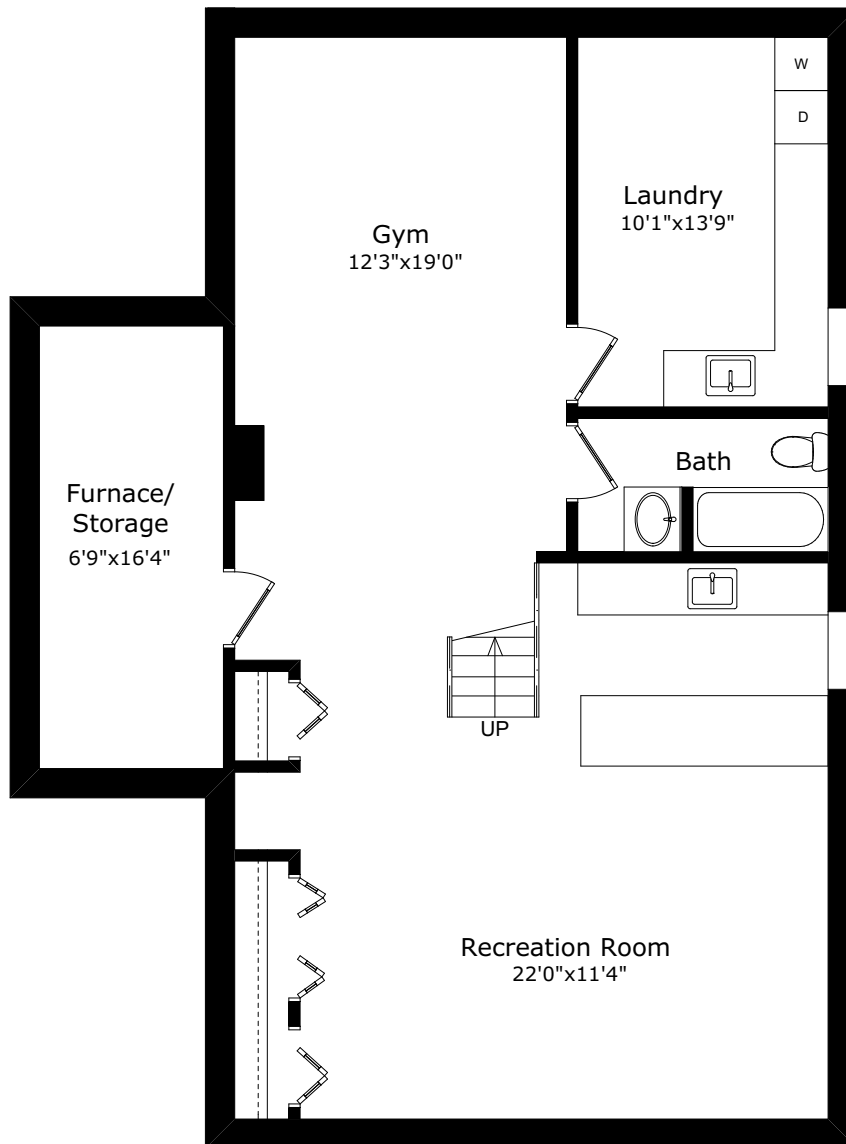 W
D
Laundry
10'1"x13'9"
Gym
12'3"x19'0"
Bath
Furnace/
Storage
6'9"x16'4"
UP
Recreation Room
22'0"x11'4"